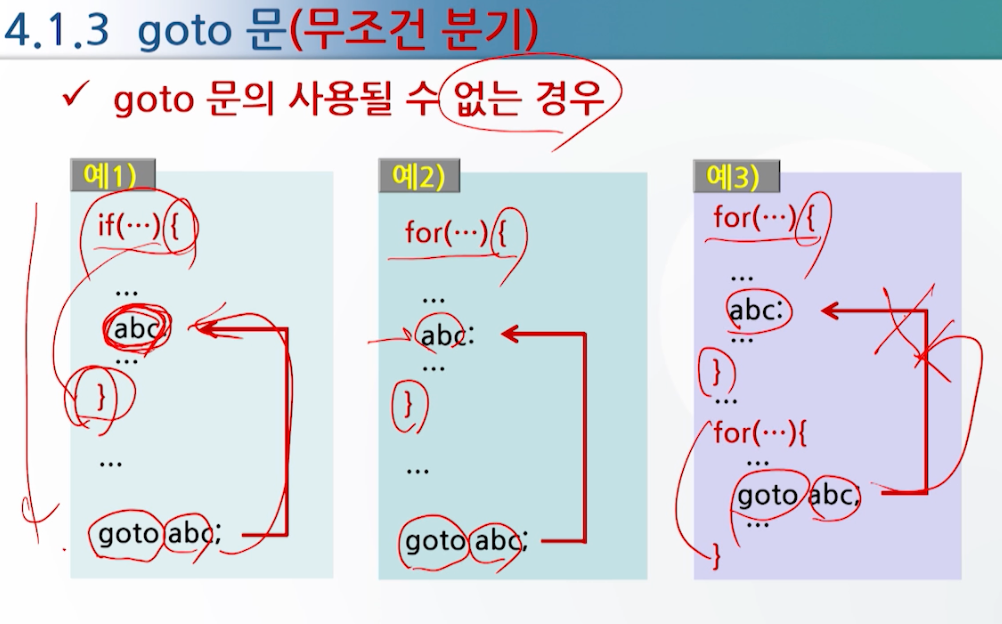 4.1.3 goto 문(무조건 분기)
✓ goto 문의 사용될 수 없는 경우
예1)
if(…) {
…
abc:
…
}
…
goto abc;
예2)
for(…) {
…
abc:
…
}
…
goto abc;
예3)
for(…) {
…
abc:
…
}
…
for(…){
…
goto abc;
…
}